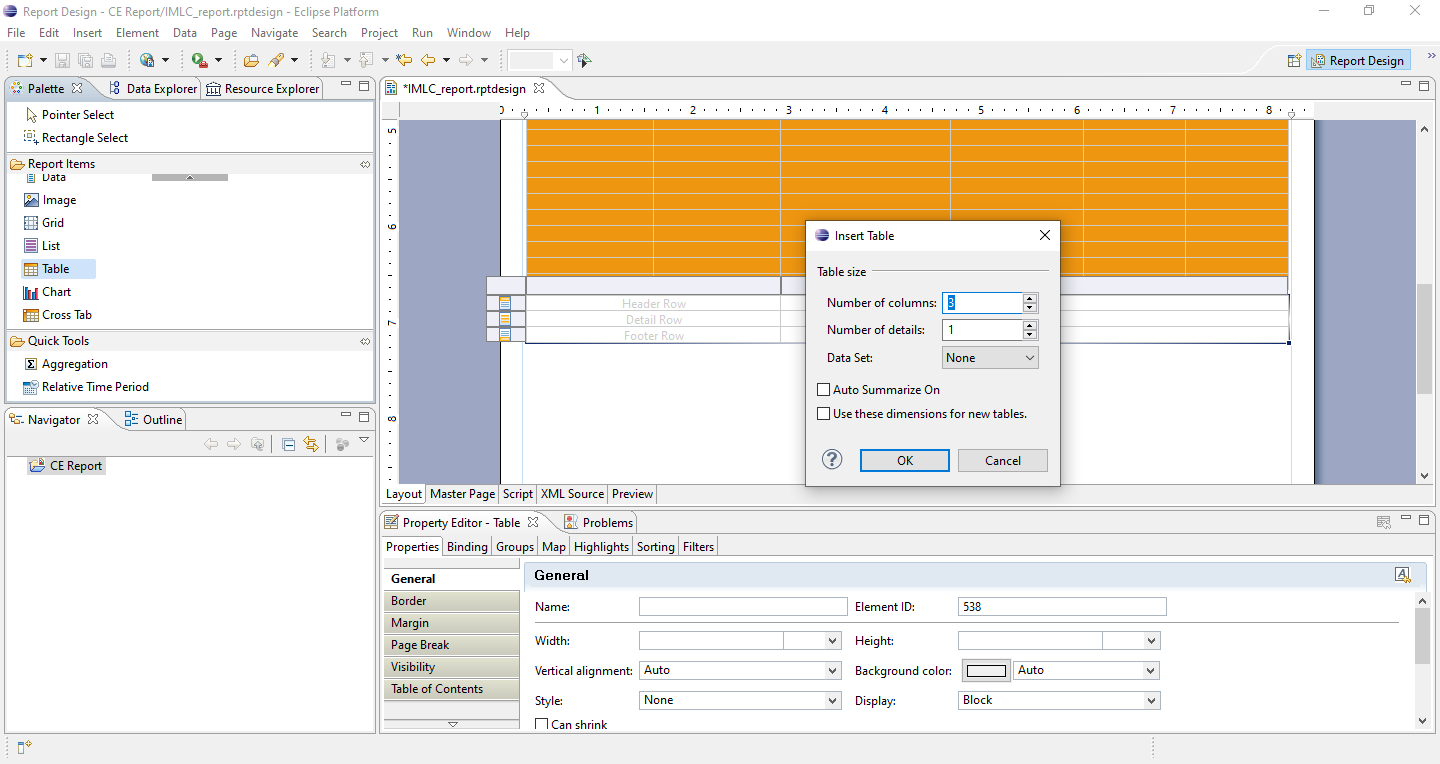 Report Design - CE Report/IMLC_report.rptdesign - Eclipse Platform
File Edit Insert Element Data Page Navigate Search Project Run Window Help
Report Design
Palette Data Explorer Resource Explorer
Pointer Select
Rectangle Select
Report Items
Data
Image
Grid
List
Table
Chart
Cross Tab
Quick Tools
Aggregation
Relative Time Period
Navigator Outline
CE Report
*IMLC_report.rptdesign
0 1 2 3 4 5 6 7 8
5
6
7
8
Header Row
Detail Row
Footer Row
Insert Table
Table size
Number of columns: 3
Number of details: 1
Data Set: None
Auto Summarize On
Use these dimensions for new tables.
? OK Cancel
Layout Master Page Script XML Source Preview
Property Editor - Table Problems
Properties Binding Groups Map Highlights Sorting Filters
General
Border
Margin
Page Break
Visibility
Table of Contents
General
Name: Element ID: 538
Width: Height:
Vertical alignment: Auto Background color: Auto
Style: None Display: Block
Can shrink